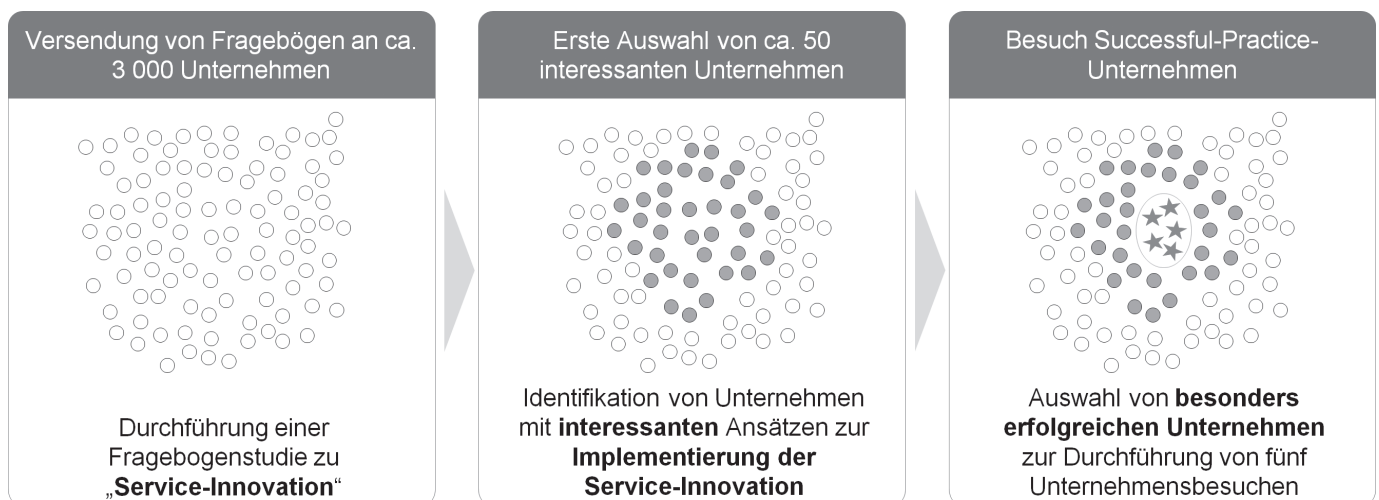 Versendung von Fragebögen an ca.
3 000 Unternehmen
Durchführung einer
Fragebogenstudie zu
„Service-Innovation“
Erste Auswahl von ca. 50
interessanten Unternehmen
Identifikation von Unternehmen
mit interessanten Ansätzen zur
Implementierung der
Service-Innovation
Besuch Successful-Practice-
Unternehmen
Auswahl von besonders
erfolgreichen Unternehmen
zur Durchführung von fünf
Unternehmensbesuchen